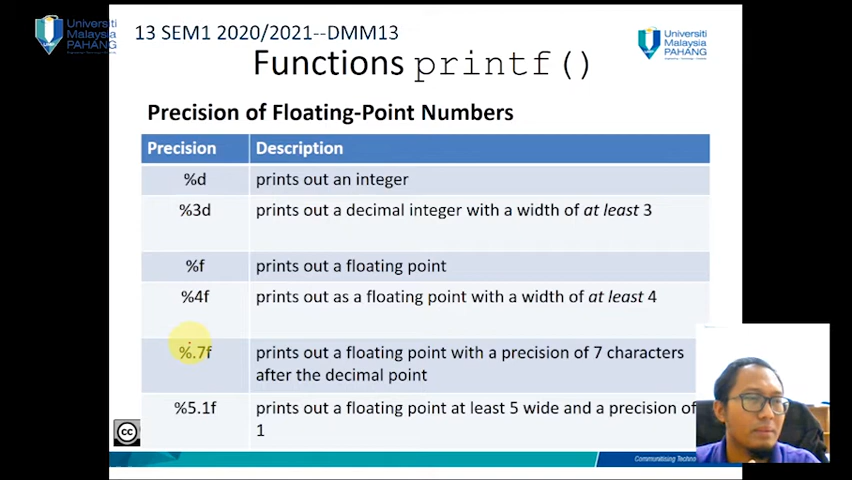 13 SEM1 2020/2021--DMM13
Universiti
Malaysia
PAHANG
Universiti
Malaysia
PAHANG
Functions printf()
Precision of Floating-Point Numbers
Precision Description
%d prints out an integer
%3d prints out a decimal integer with a width of at least 3
%f prints out a floating point
%4f prints out as a floating point with a width of at least 4
%.7f prints out a floating point with a precision of 7 characters
after the decimal point
%5.1f prints out a floating point at least 5 wide and a precision of
1
cc
Communitising Techno